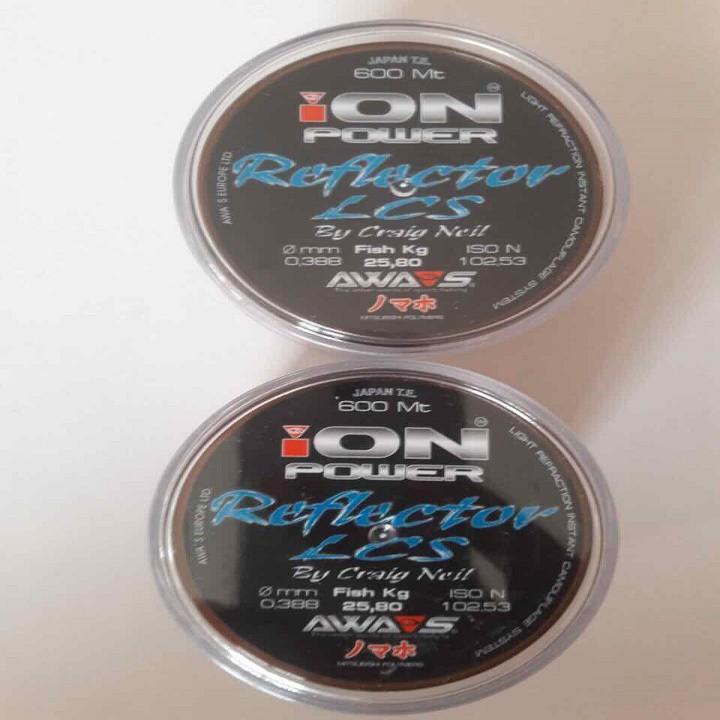 JAPAN T.E.
600 Mt
iON
POWER
Reflector
LCS
By Craig Neil
Ø mm Fish Kg ISO N
0,388 25,80 102,53
AWA'S
ノマホ
MITSUBISHI POLYMERS
AWA'S EUROPE LTD.
LIGHT REFRACTION INSTANT CAMOUFLAGE SYSTEM
JAPAN T.E.
600 Mt
iON
POWER
Reflector
LCS
By Craig Neil
Ø mm Fish Kg ISO N
0,388 25,80 102,53
AWA'S
ノマホ
MITSUBISHI POLYMERS
AWA'S EUROPE LTD.
LIGHT REFRACTION INSTANT CAMOUFLAGE SYSTEM